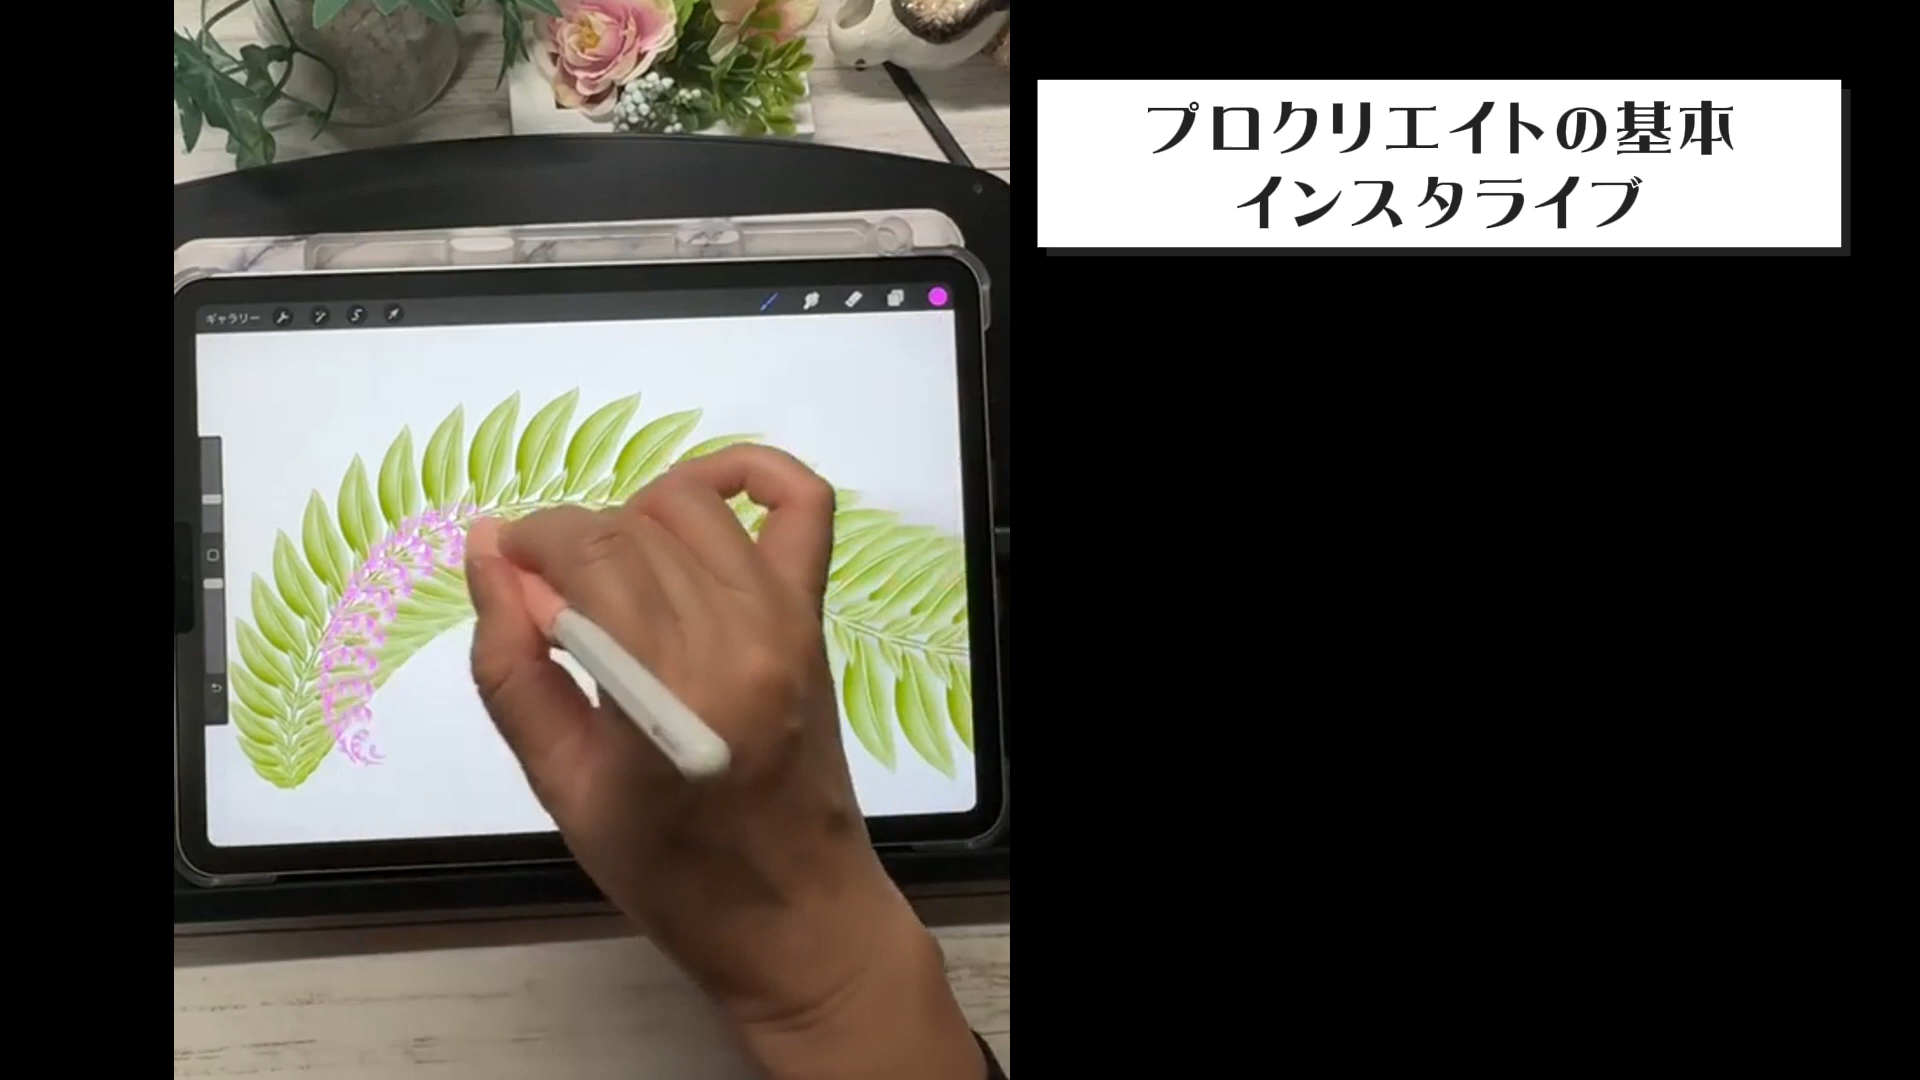 プロクリエイトの基本
インスタライブ
ギャラリー